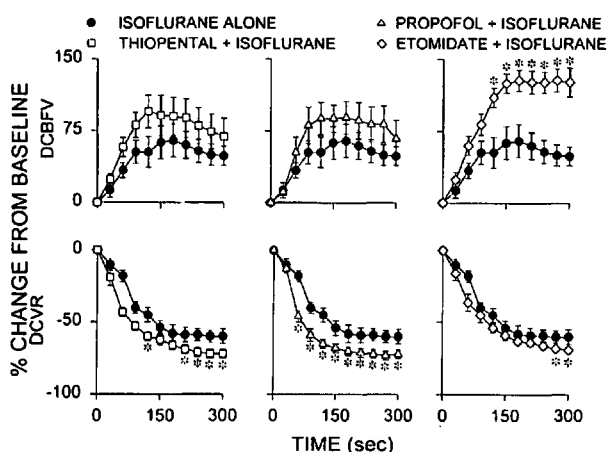 ISOFLURANE ALONE
THIOPENTAL + ISOFLURANE
PROPOFOL + ISOFLURANE
ETOMIDATE + ISOFLURANE
% CHANGE FROM BASELINE
DCBFV
150
75
0
DCVR
0
-50
-100
0 150 300
0 150 300
0 150 300
TIME (sec)